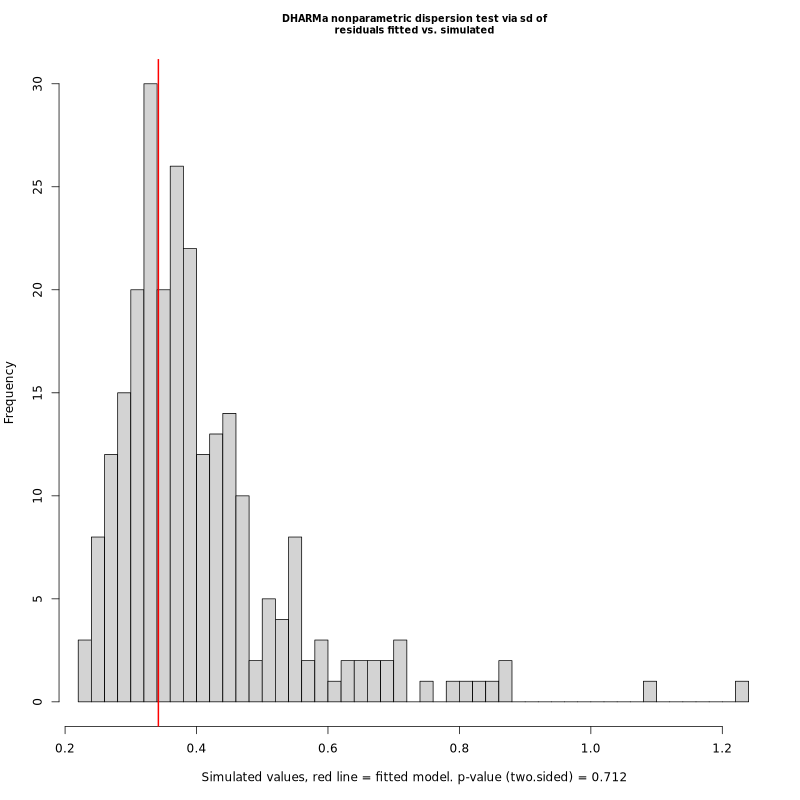 DHARMa nonparametric dispersion test via sd of
residuals fitted vs. simulated
30
25
20
15
10
5
0
Frequency
0.2 0.4 0.6 0.8 1.0 1.2
Simulated values, red line = fitted model. p-value (two.sided) = 0.712